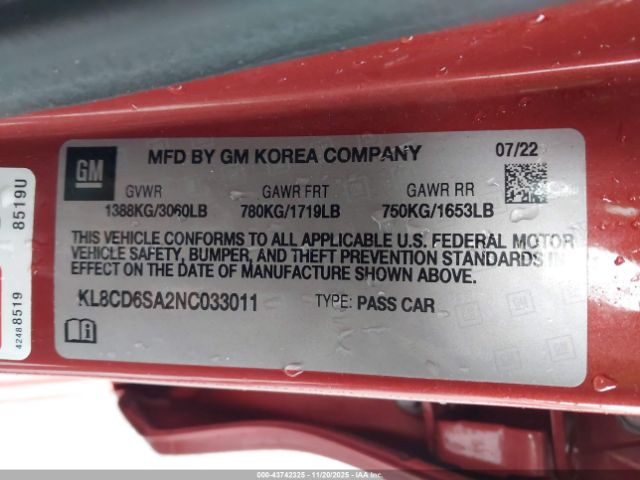 GM
MFD BY GM KOREA COMPANY
07/22
GVWR GAWR FRT GAWR RR
1388KG/3060LB 780KG/1719LB 750KG/1653LB
THIS VEHICLE CONFORMS TO ALL APPLICABLE U.S. FEDERAL MOTOR
VEHICLE SAFETY, BUMPER, AND THEFT PREVENTION STANDARDS IN
EFFECT ON THE DATE OF MANUFACTURE SHOWN ABOVE.
KL8CD6SA2NC033011 TYPE: PASS CAR
8519U
42488519
000-43742325 - 11/20/2025 - IAA Holdings, LLC.